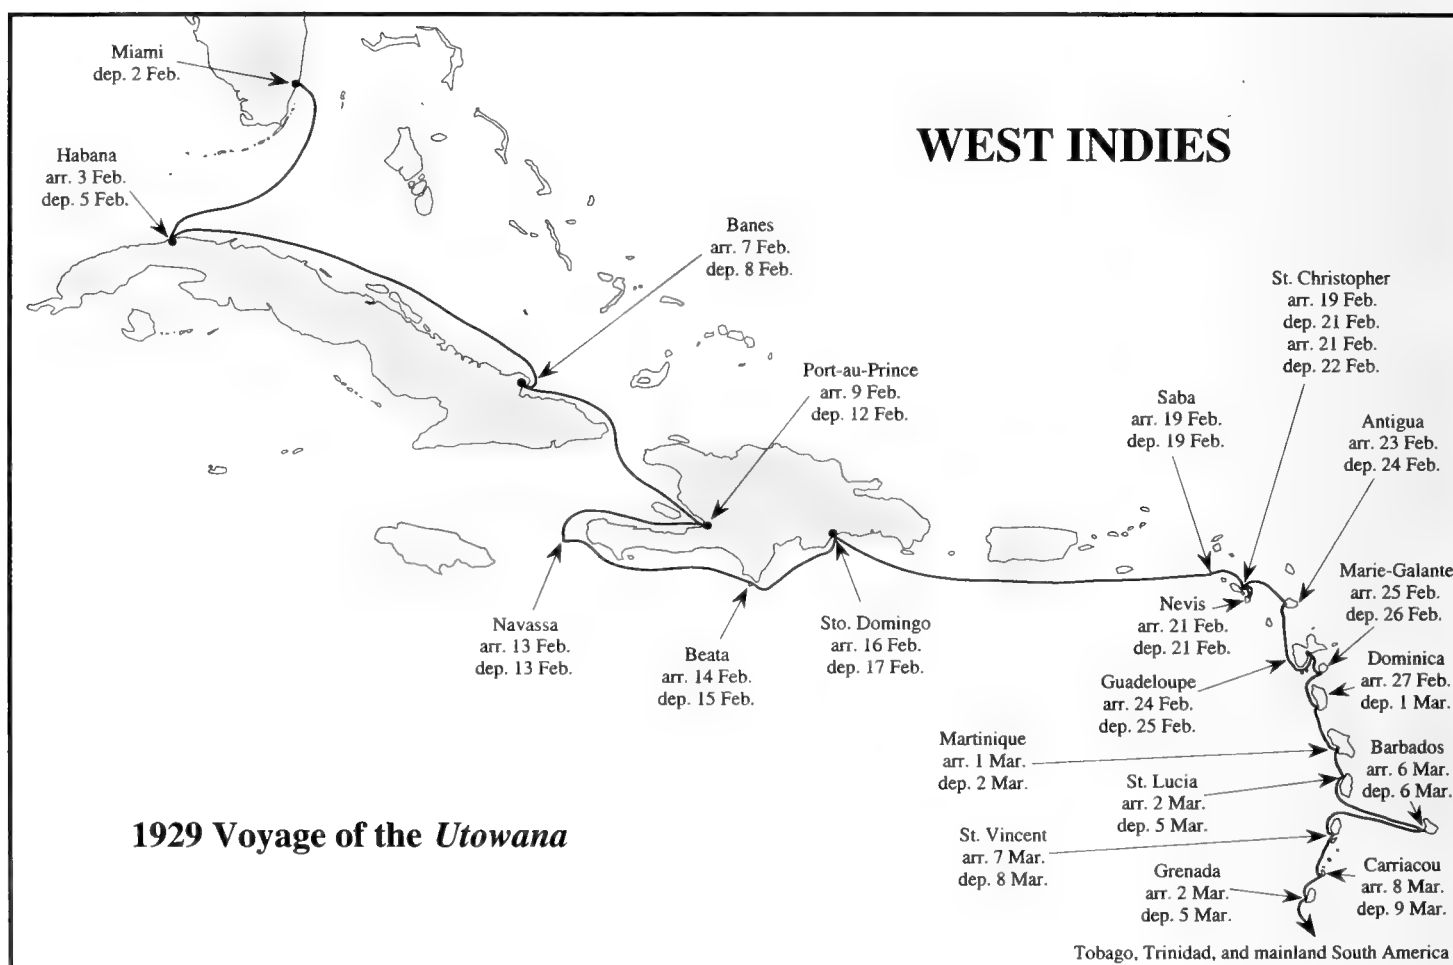 WEST INDIES
Miami
dep. 2 Feb.
Habana
arr. 3 Feb.
dep. 5 Feb.
Banes
arr. 7 Feb.
dep. 8 Feb.
Port-au-Prince
arr. 9 Feb.
dep. 12 Feb.
Navassa
arr. 13 Feb.
dep. 13 Feb.
Beata
arr. 14 Feb.
dep. 15 Feb.
Sto. Domingo
arr. 16 Feb.
dep. 17 Feb.
Saba
arr. 19 Feb.
dep. 19 Feb.
St. Christopher
arr. 19 Feb.
dep. 21 Feb.
arr. 21 Feb.
dep. 22 Feb.
Nevis
arr. 21 Feb.
dep. 21 Feb.
Antigua
arr. 23 Feb.
dep. 24 Feb.
Guadeloupe
arr. 24 Feb.
dep. 25 Feb.
Marie-Galante
arr. 25 Feb.
dep. 26 Feb.
Dominica
arr. 27 Feb.
dep. 1 Mar.
Martinique
arr. 1 Mar.
dep. 2 Mar.
St. Lucia
arr. 2 Mar.
dep. 5 Mar.
Barbados
arr. 6 Mar.
dep. 6 Mar.
St. Vincent
arr. 7 Mar.
dep. 8 Mar.
Carriacou
arr. 8 Mar.
dep. 9 Mar.
Grenada
arr. 2 Mar.
dep. 5 Mar.
Tobago, Trinidad, and mainland South America
1929 Voyage of the Utowana